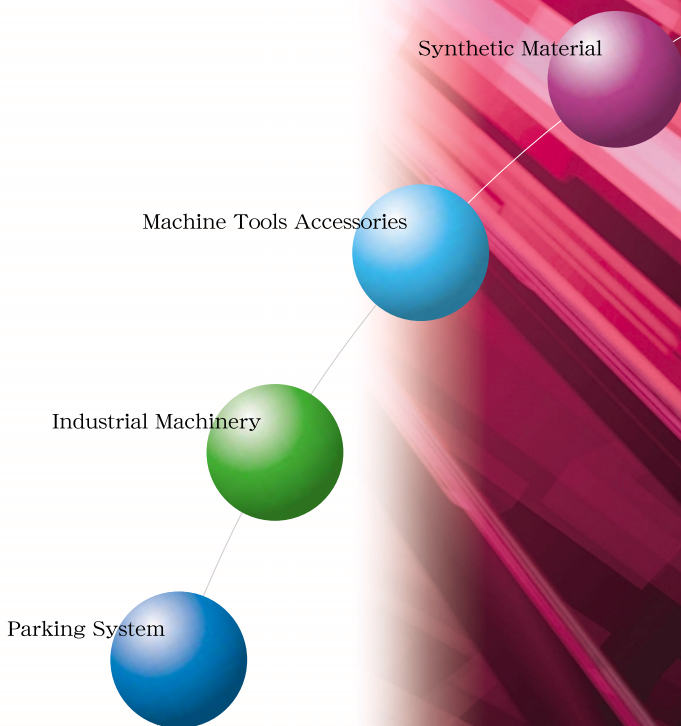 Synthetic Material
Machine Tools Accessories
Industrial Machinery
Parking System